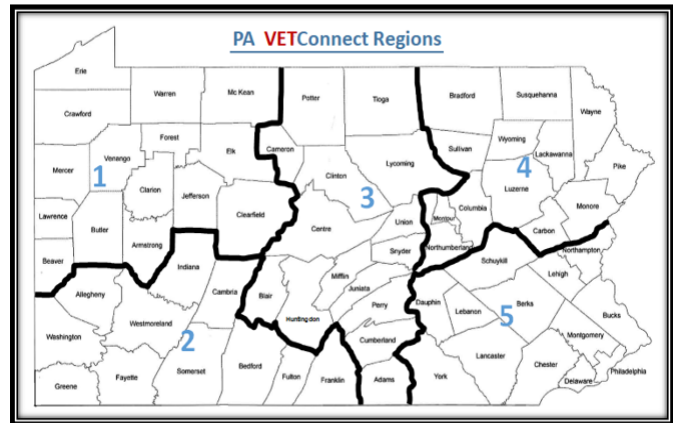 PA VETConnect Regions
Erie
Warren
Mc Kean
Potter
Tioga
Bradford
Susquehanna
Wayne
Crawford
Forest
Elk
Cameron
Sullivan
Wyoming
Lackawanna
Pike
Mercer
Venango
Clarion
Jefferson
Clinton
Lycoming
Luzerne
1
3
4
Lawrence
Butler
Clearfield
Centre
Union
Montour
Columbia
Carbon
Monore
Beaver
Armstrong
Indiana
Snyder
Northumberland
Northampton
Allegheny
Cambria
Blair
Mifflin
Juniata
Schuykill
Lehigh
Westmoreland
Huntingdon
Perry
Dauphin
Lebanon
Berks
Bucks
Washington
2
5
Somerset
Bedford
Cumberland
Lancaster
Montgomery
Greene
Fayette
Fulton
Franklin
Adams
York
Chester
Delaware
Philadelphia